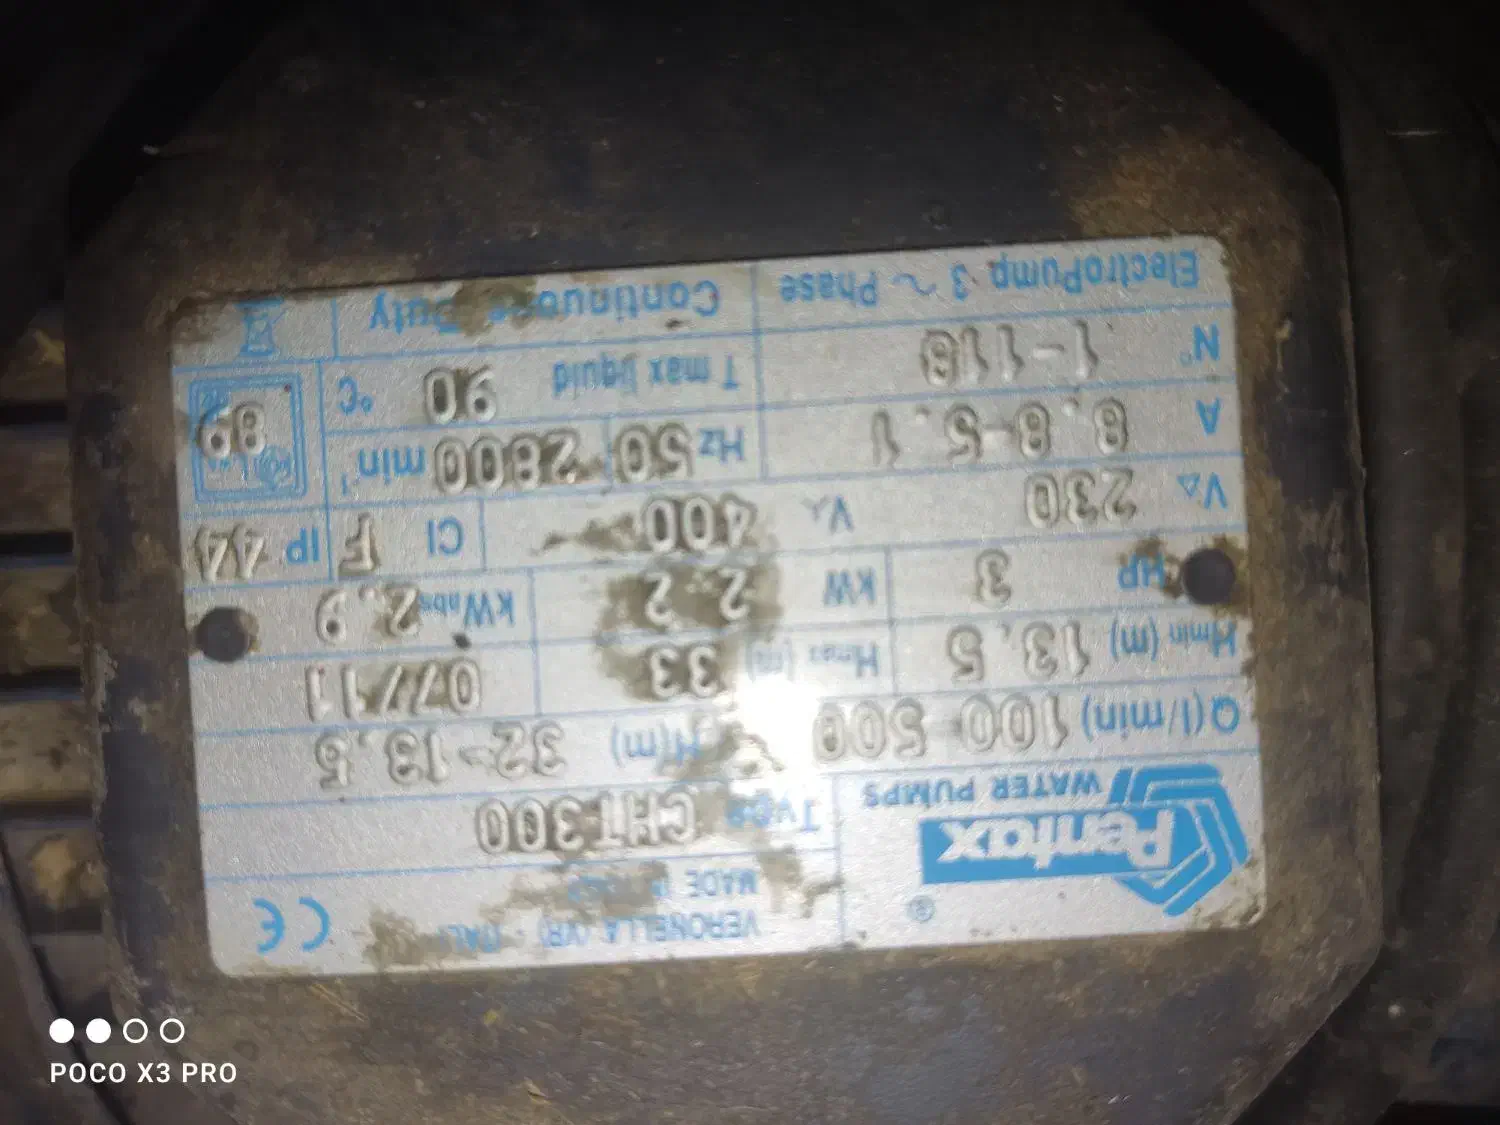 Pentax ®
WATER PUMPS
VERONELLA (VR) - ITALY
MADE IN
CE
Type CHT 300
Q(l/min) 100-500 H(m) 32-13.5
Hmin (m) 13.5 Hmax (m) 33 07/11
HP 3 kW 2.2 kWabs 2.9
V△ 230 V⅄ 400 Cl F IP 44
A 8.8-5.1 Hz 50 2800 min⁻¹
N° 1-118 T max liquid 90 °C
ElectroPump 3 ~ Phase Continuous Duty
89
POCO X3 PRO